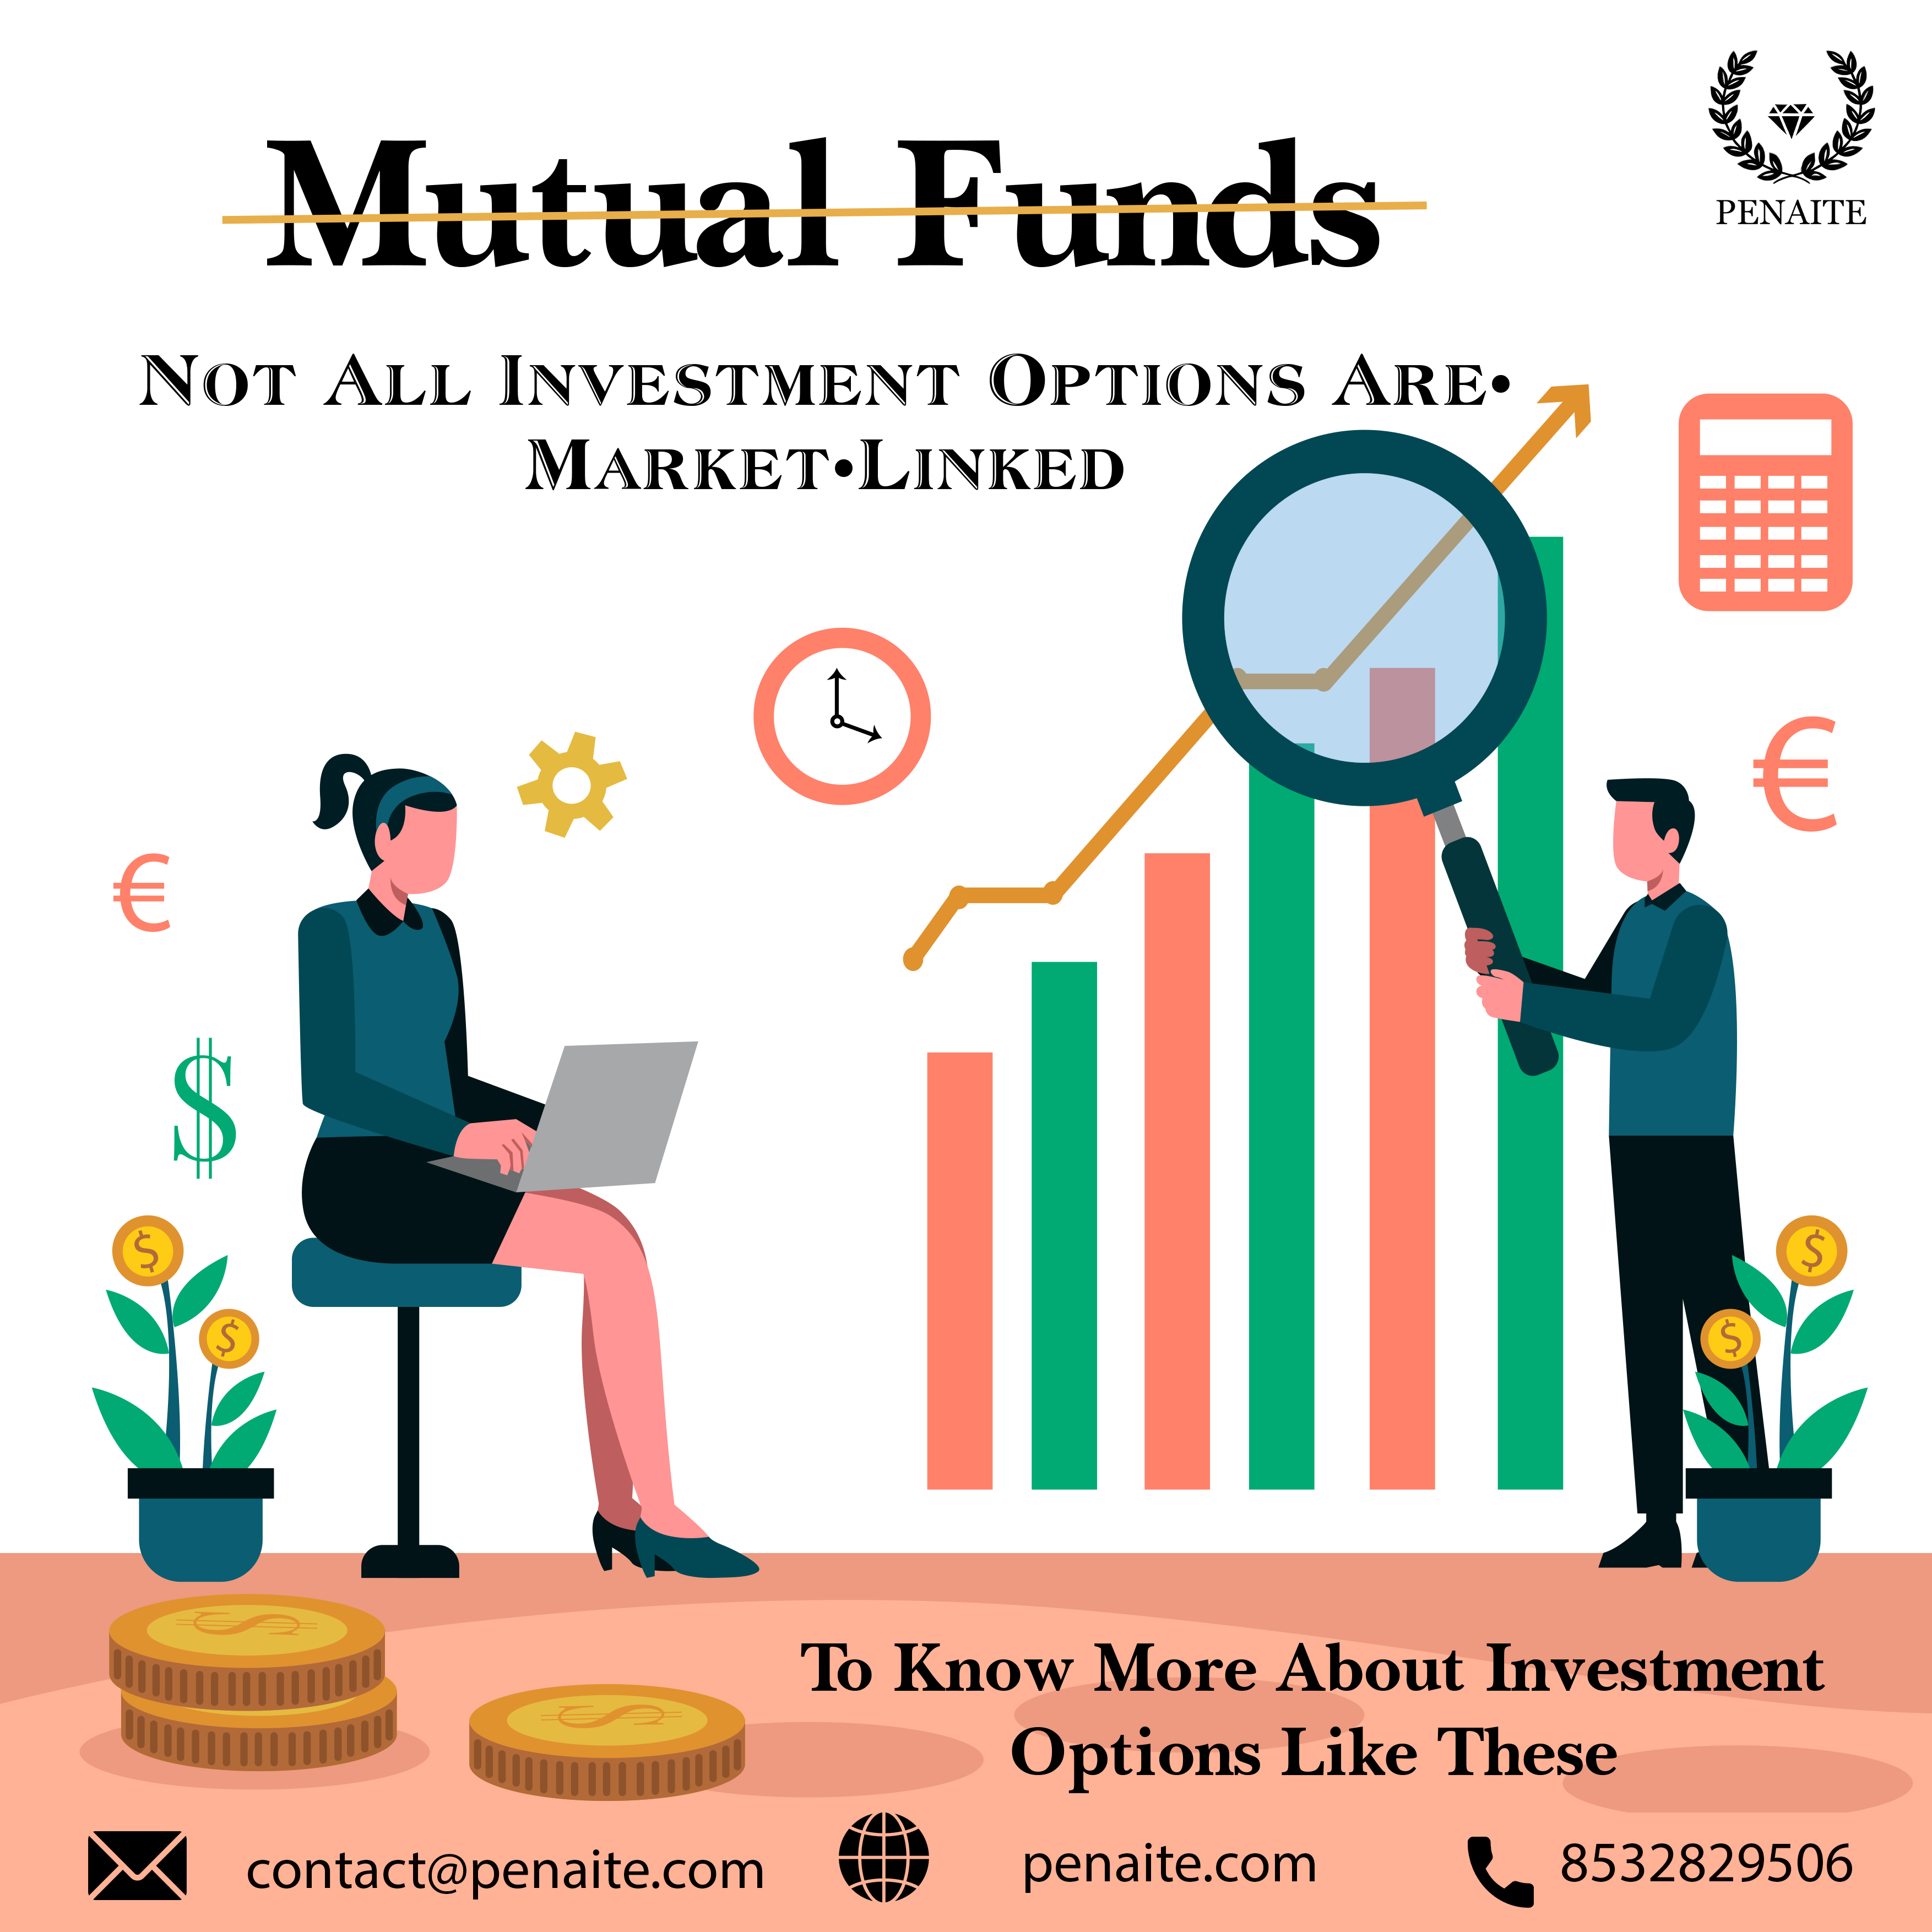 Mutual Funds
PENAITE
Not All Investment Options Are•
Market•Linked
€
€
$
$
$
$
$
To Know More About Investment
Options Like These
contact@penaite.com
penaite.com
8532829506